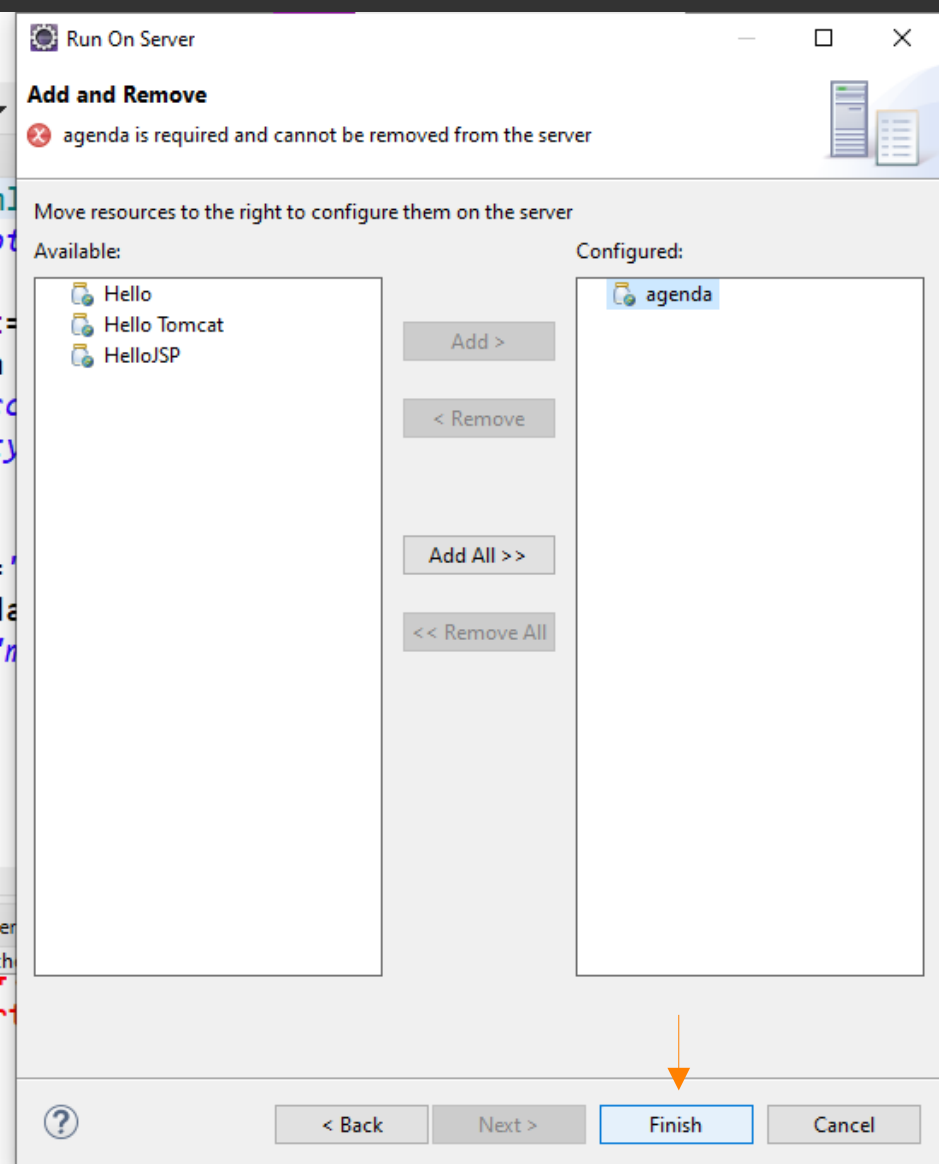 Run On Server
Add and Remove
agenda is required and cannot be removed from the server
Move resources to the right to configure them on the server
Available:
Configured:
Hello
Hello Tomcat
HelloJSP
agenda
Add >
< Remove
Add All >>
<< Remove All
< Back
Next >
Finish
Cancel